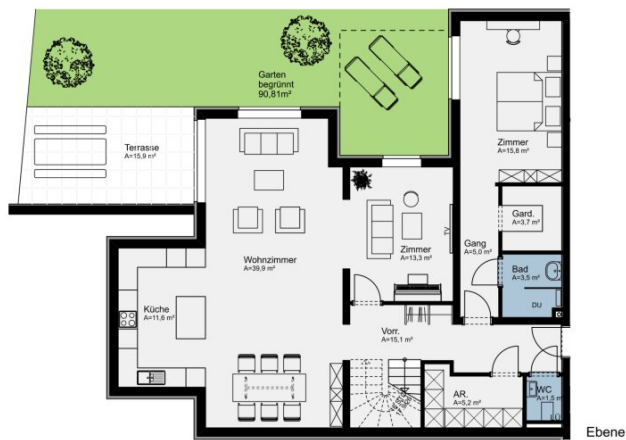 Garten
begrünnt
90,81m²
Terrasse
A=15,9 m²
Zimmer
A=15,8 m²
Gard.
A=3,7 m²
Wohnzimmer
A=39,9 m²
Zimmer
A=13,3 m²
TV
Gang
A=5,0 m²
Bad
A=3,5 m²
DU
Küche
A=11,6 m²
Vorr.
A=15,1 m²
AR.
A=5,2 m²
WC
A=1,5 m²
Ebene